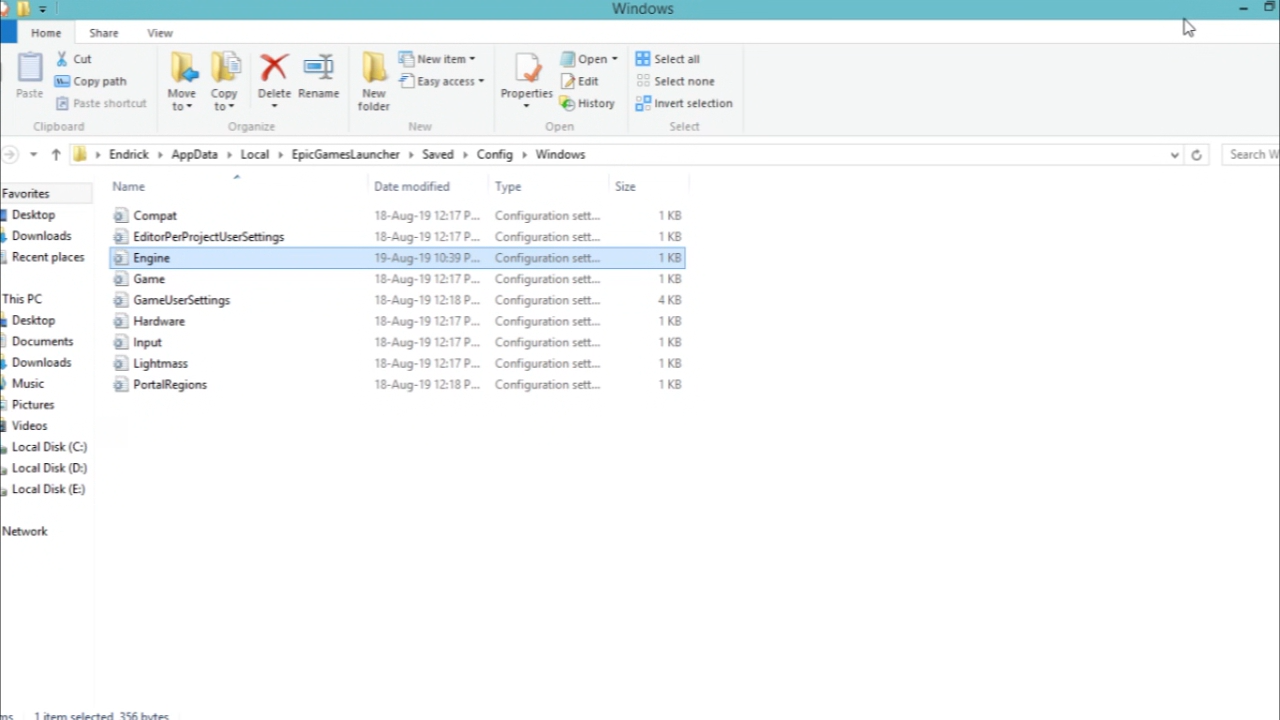 Windows
Home Share View
Paste
Cut
Copy path
Paste shortcut
Clipboard
Move to
Copy to
Delete
Rename
Organize
New folder
New item
Easy access
New
Properties
Open
Edit
History
Open
Select all
Select none
Invert selection
Select
Endrick AppData Local EpicGamesLauncher Saved Config Windows
Search W
Name Date modified Type Size
Compat 18-Aug-19 12:17 P... Configuration sett... 1 KB
EditorPerProjectUserSettings 18-Aug-19 12:17 P... Configuration sett... 1 KB
Engine 19-Aug-19 10:39 P... Configuration sett... 1 KB
Game 18-Aug-19 12:17 P... Configuration sett... 1 KB
GameUserSettings 18-Aug-19 12:18 P... Configuration sett... 4 KB
Hardware 18-Aug-19 12:17 P... Configuration sett... 1 KB
Input 18-Aug-19 12:17 P... Configuration sett... 1 KB
Lightmass 18-Aug-19 12:17 P... Configuration sett... 1 KB
PortalRegions 18-Aug-19 12:18 P... Configuration sett... 1 KB
Favorites
Desktop
Downloads
Recent places
This PC
Desktop
Documents
Downloads
Music
Pictures
Videos
Local Disk (C:)
Local Disk (D:)
Local Disk (E:)
Network
ms 1 item selected 356 bytes